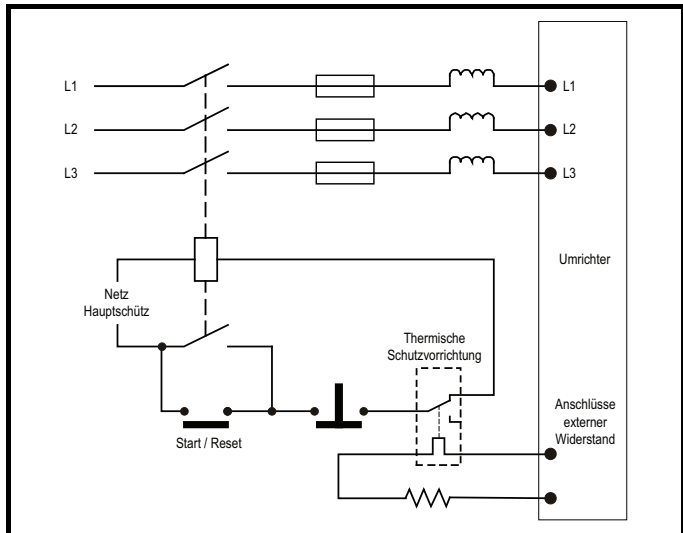 L1
L1
L2
L2
L3
L3
Umrichter
Netz
Hauptschütz
Thermische
Schutzvorrichtung
Anschlüsse
externer
Widerstand
Start / Reset